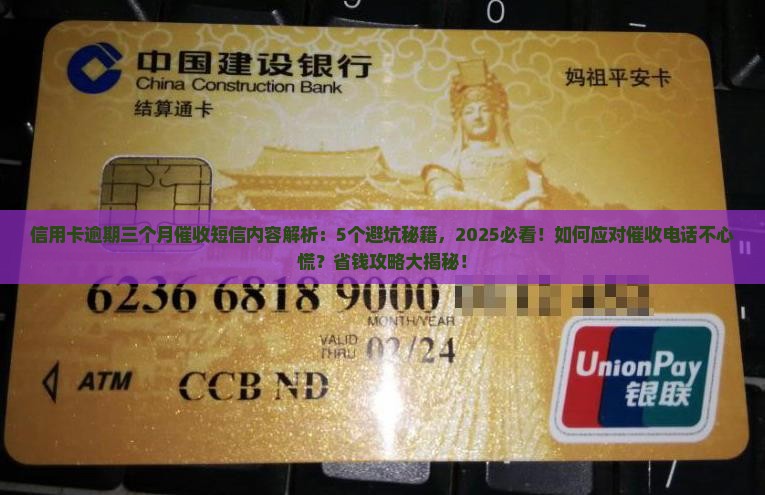 0
中国建设银行
China Construction Bank
结算通卡
妈祖平安卡
信用卡逾期三个月催收短信内容解析：5个避坑秘籍，2025必看！如何应对催收电话不心
慌？省钱攻略大揭秘！
6236 6818 9000
MONTH/YEAR
VALID
THRU
02/24
ATM
CCB ND
UnionPay
银联